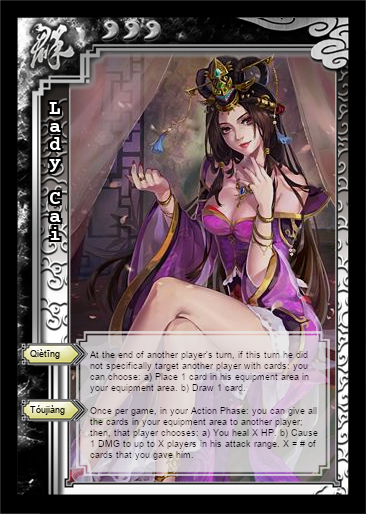 群
Lady Cai
Qiètīng
At the end of another player's turn, if this turn he did
not specifically target another player with cards: you
can choose: a) Place 1 card in his equipment area in
your equipment area. b) Draw 1 card.
Tóujiàng
Once per game, in your Action Phase: you can give all
the cards in your equipment area to another player;
then, that player chooses: a) You heal X HP b) Cause
1 DMG to up to X players in his attack range. X = # of
cards that you gave him.